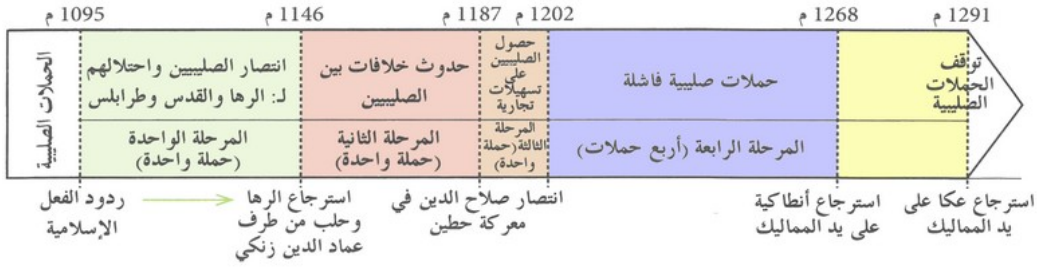 1095 م
1146 م
1187 م
1202 م
1268 م
1291 م
الحملات الصليبية
انتصار الصليبيين واحتلالهم
لـ: الرها والقدس وطرابلس
حدوث خلافات بين
الصليبيين
حصول
الصليبيين
على
تسهيلات
تجارية
حملات صليبية فاشلة
توقف
الحملات
الصليبية
المرحلة الواحدة
(حملة واحدة)
المرحلة الثانية
(حملة واحدة)
المرحلة
الثالثة(حملة
واحدة)
المرحلة الرابعة (أربع حملات)
ردود الفعل
الإسلامية
استرجاع الرها
وحلب من طرف
عماد الدين زنكي
انتصار صلاح الدين في
معركة حطين
استرجاع أنطاكية
على يد المماليك
استرجاع عكا على
يد المماليك